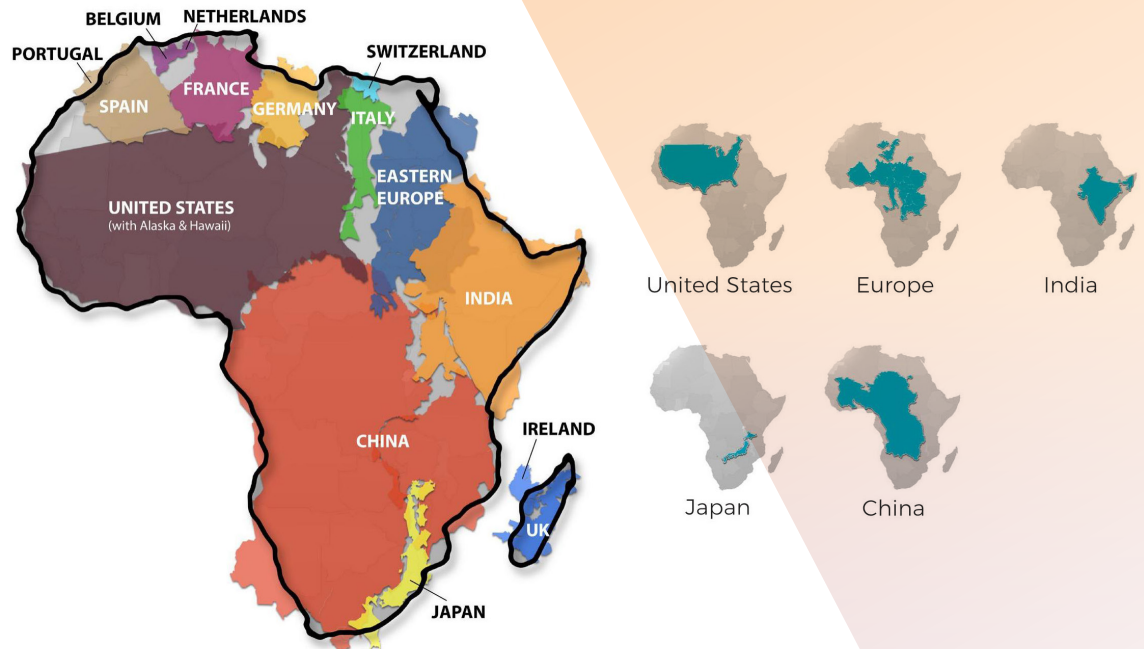 BELGIUM
NETHERLANDS
PORTUGAL
SWITZERLAND
SPAIN
FRANCE
GERMANY
ITALY
EASTERN
EUROPE
UNITED STATES
(with Alaska & Hawaii)
INDIA
CHINA
IRELAND
UK
JAPAN
United States
Europe
India
Japan
China